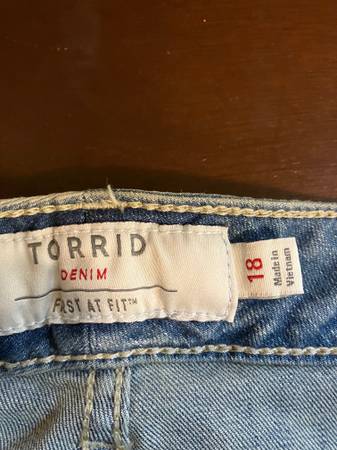 TORRID
DENIM
FIRST AT FIT™
18
Made in
Vietnam